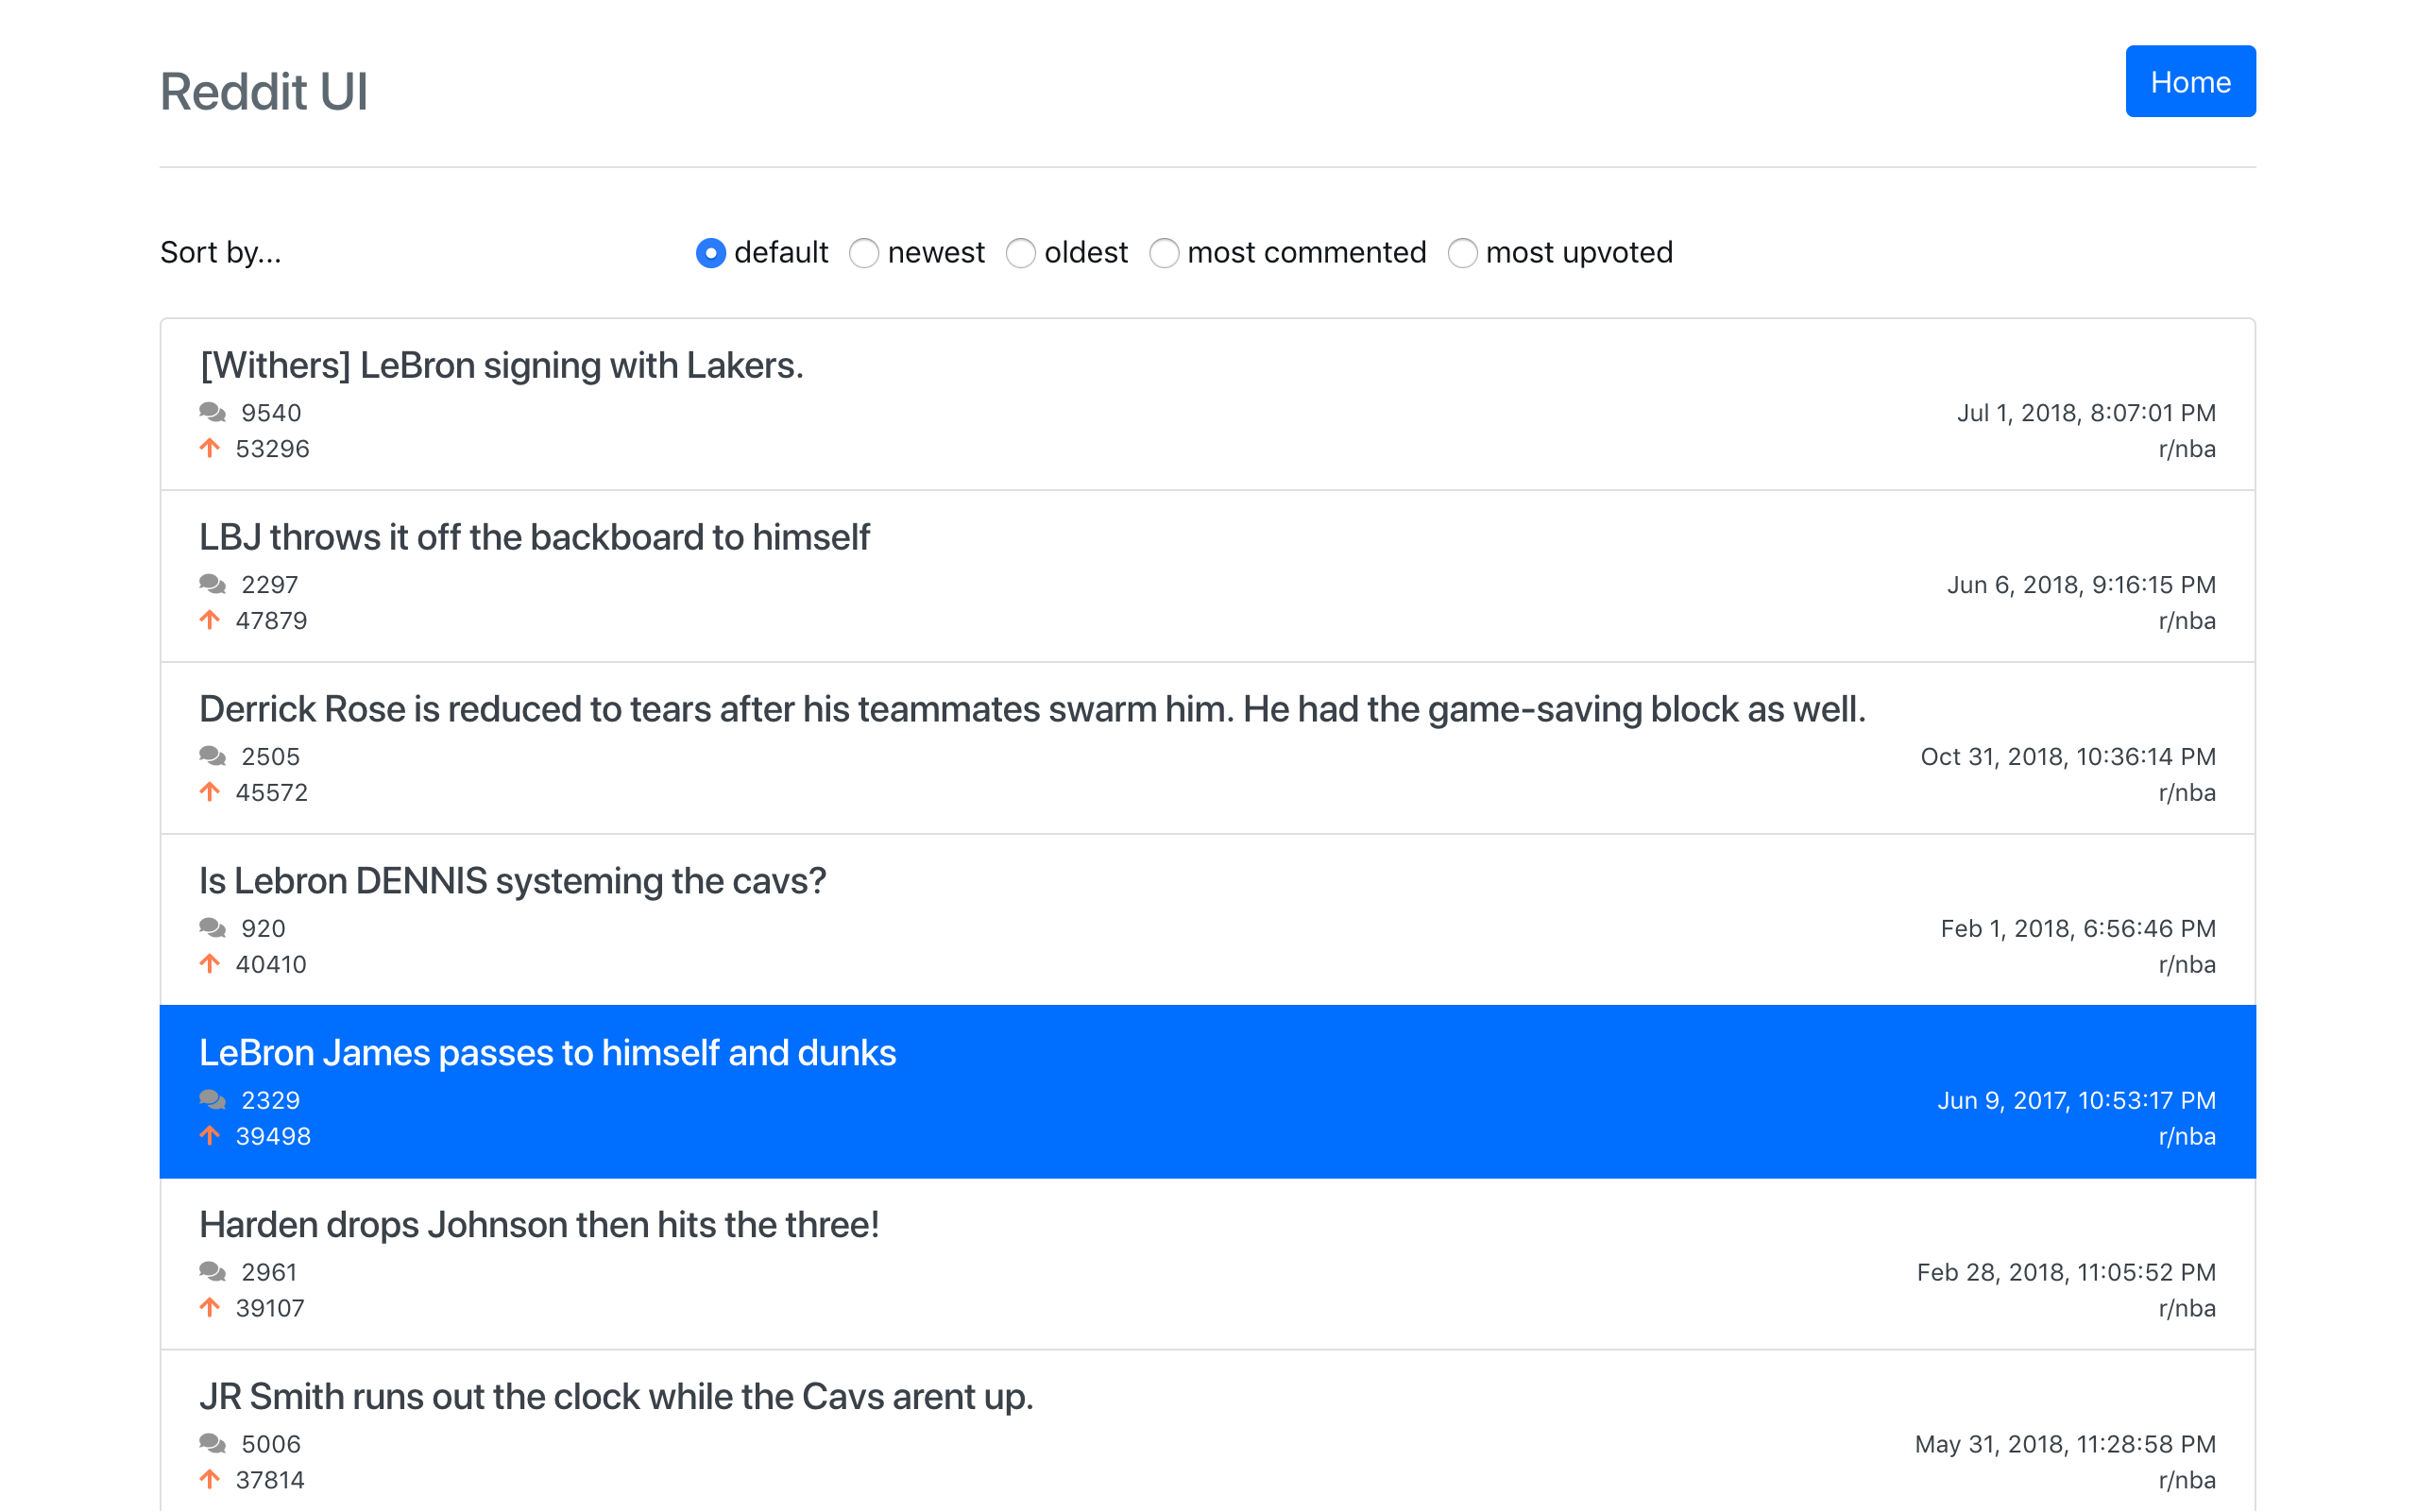 Reddit UI
Home
Sort by...
default newest oldest most commented most upvoted
[Withers] LeBron signing with Lakers.
9540
Jul 1, 2018, 8:07:01 PM
53296
r/nba
LBJ throws it off the backboard to himself
2297
Jun 6, 2018, 9:16:15 PM
47879
r/nba
Derrick Rose is reduced to tears after his teammates swarm him. He had the game-saving block as well.
2505
Oct 31, 2018, 10:36:14 PM
45572
r/nba
Is Lebron DENNIS systeming the cavs?
920
Feb 1, 2018, 6:56:46 PM
40410
r/nba
LeBron James passes to himself and dunks
2329
Jun 9, 2017, 10:53:17 PM
39498
r/nba
Harden drops Johnson then hits the three!
2961
Feb 28, 2018, 11:05:52 PM
39107
r/nba
JR Smith runs out the clock while the Cavs arent up.
5006
May 31, 2018, 11:28:58 PM
37814
r/nba